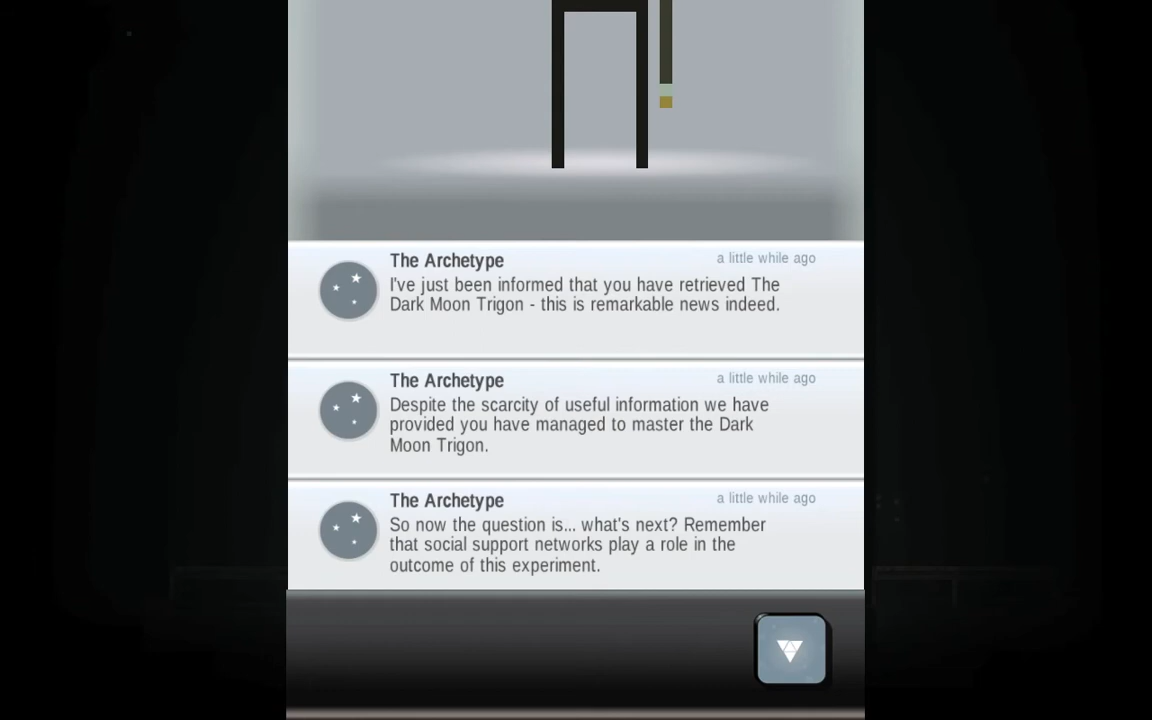 The Archetype
a little while ago
I've just been informed that you have retrieved The
Dark Moon Trigon - this is remarkable news indeed.
The Archetype
a little while ago
Despite the scarcity of useful information we have
provided you have managed to master the Dark
Moon Trigon.
The Archetype
a little while ago
So now the question is... what's next? Remember
that social support networks play a role in the
outcome of this experiment.